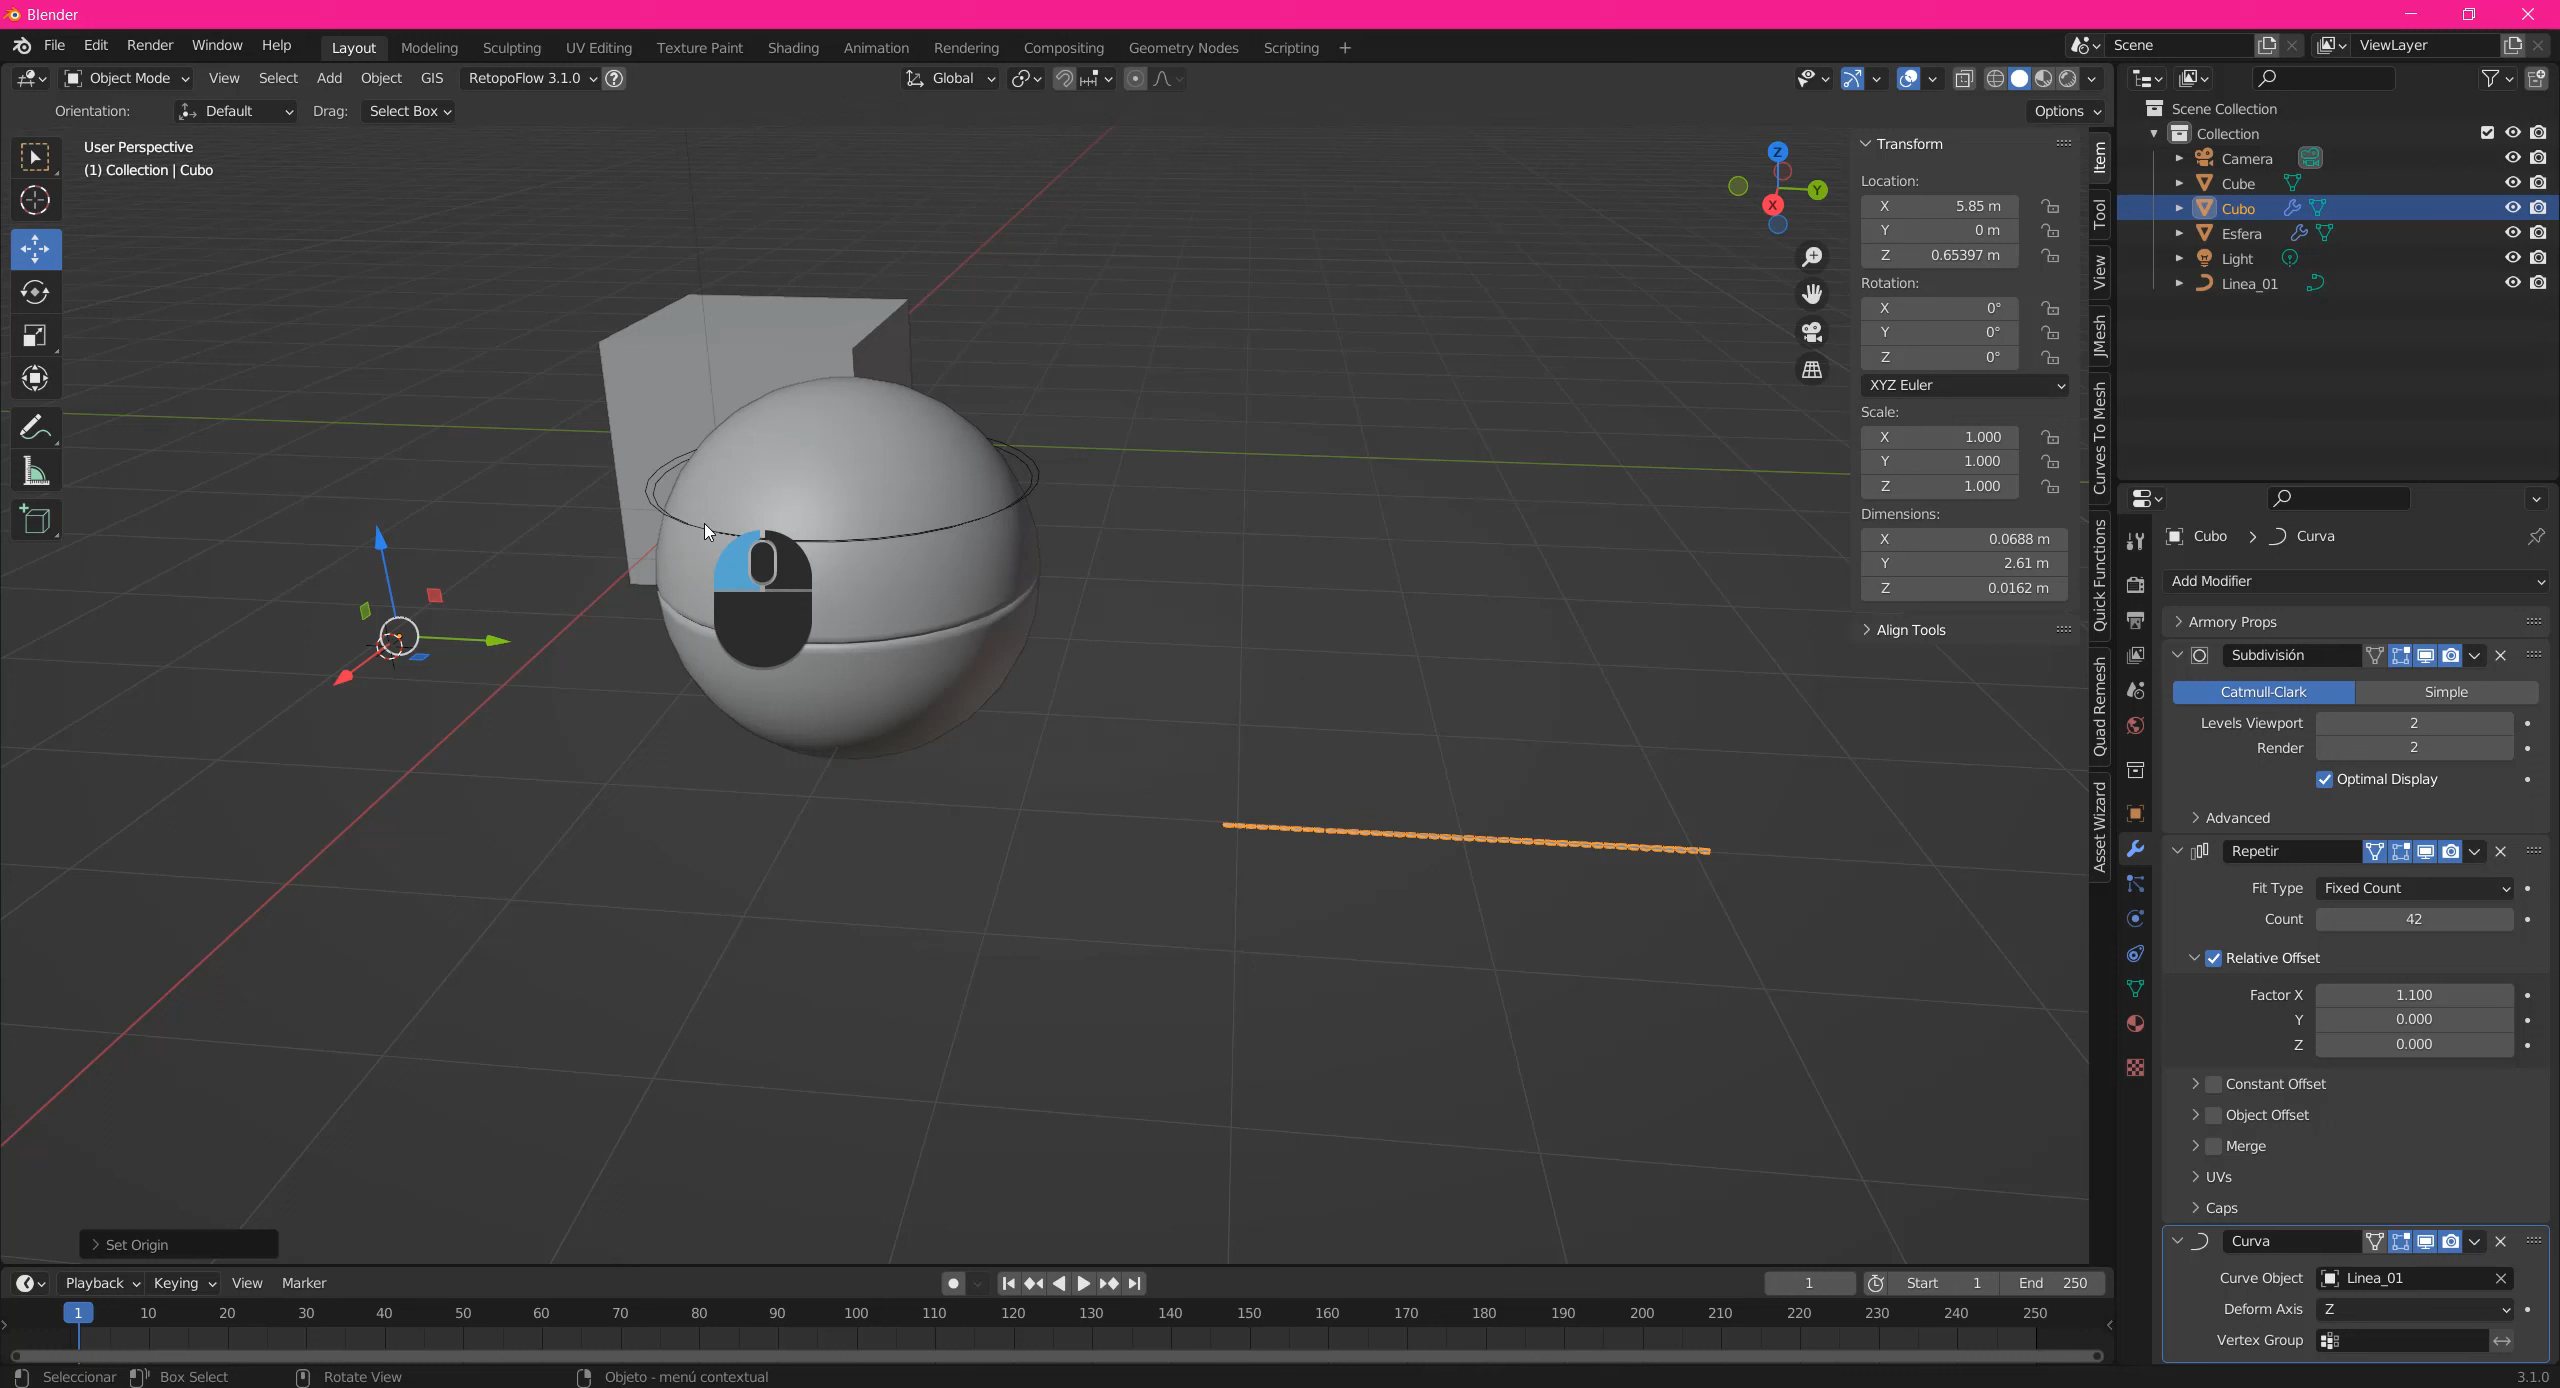 Blender
File Edit Render Window Help Layout Modeling Sculpting UV Editing Texture Paint Shading Animation Rendering Compositing Geometry Nodes Scripting + Scene ViewLayer
Object Mode View Select Add Object GIS RetopoFlow 3.1.0 Global
Orientation: Default Drag: Select Box Options
User Perspective
(1) Collection | Cubo
Z
Y
X
Transform
Location:
X 5.85 m
Y 0 m
Z 0.65397 m
Rotation:
X 0°
Y 0°
Z 0°
XYZ Euler
Scale:
X 1.000
Y 1.000
Z 1.000
Dimensions:
X 0.0688 m
Y 2.61 m
Z 0.0162 m
Align Tools
Item
Tool
View
JMesh
Curves To Mesh
Quick Functions
Quad Remesh
Asset Wizard
Scene Collection
Collection
Camera
Cube
Cubo
Esfera
Light
Linea_01
Cubo > Curva
Add Modifier
Armory Props
Subdivisión
Catmull-Clark Simple
Levels Viewport 2
Render 2
Optimal Display
Advanced
Repetir
Fit Type Fixed Count
Count 42
Relative Offset
Factor X 1.100
Y 0.000
Z 0.000
Constant Offset
Object Offset
Merge
UVs
Caps
Curva
Curve Object Linea_01
Deform Axis Z
Vertex Group
Set Origin
Playback Keying View Marker 1 Start 1 End 250
1 10 20 30 40 50 60 70 80 90 100 110 120 130 140 150 160 170 180 190 200 210 220 230 240 250
Seleccionar Box Select Rotate View Objeto - menú contextual 3.1.0